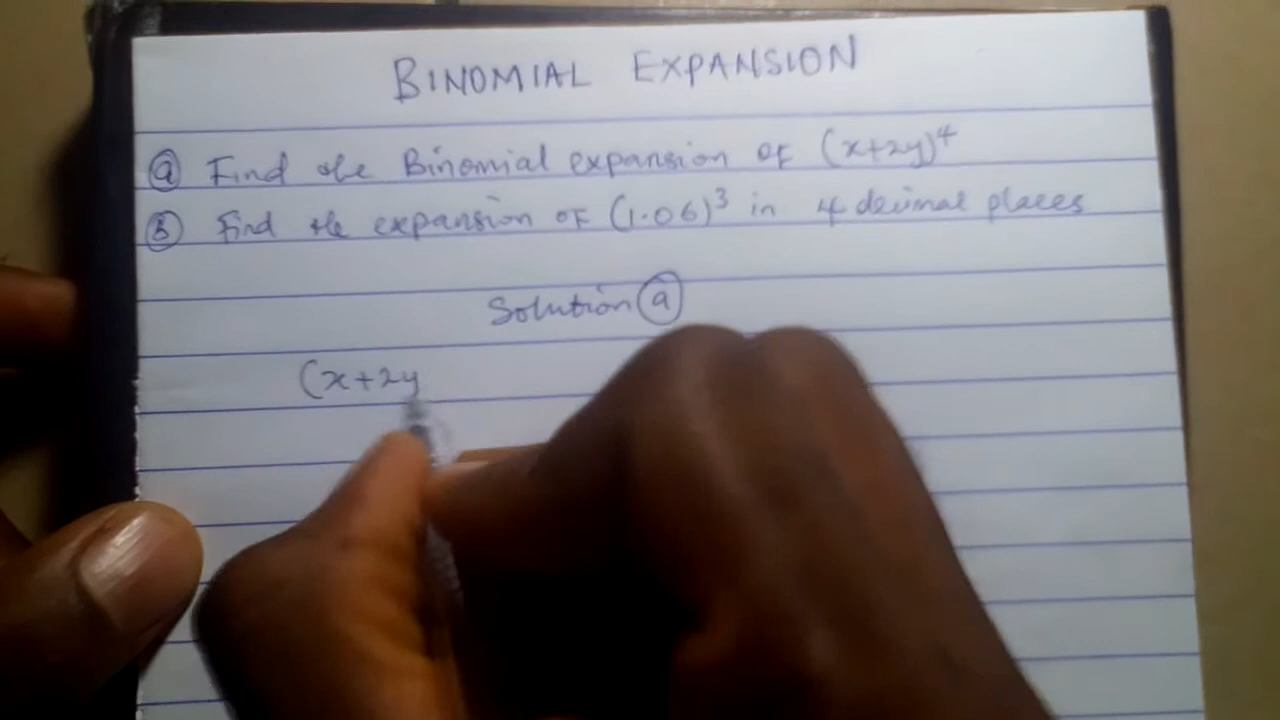 BINOMIAL EXPANSION
ⓐ Find the Binomial expansion of (x+2y)⁴
ⓑ Find the expansion of (1.06)³ in 4 decimal places
Solution ⓐ
(x+2y